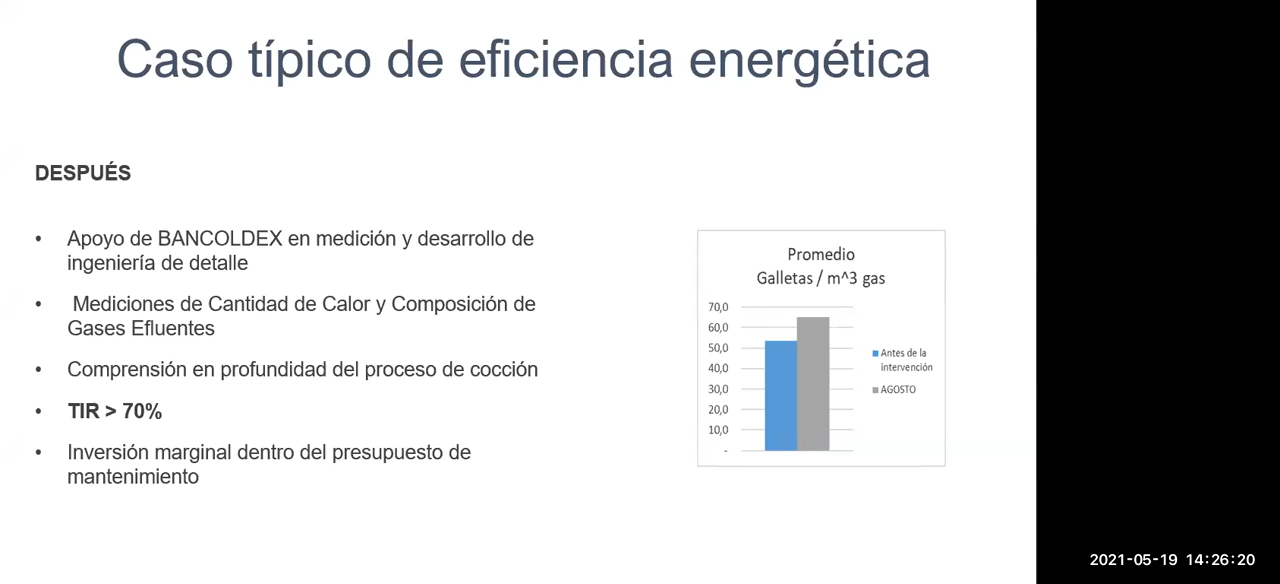 Caso típico de eficiencia energética
DESPUÉS
• Apoyo de BANCOLDEX en medición y desarrollo de
ingeniería de detalle
• Mediciones de Cantidad de Calor y Composición de
Gases Efluentes
• Comprensión en profundidad del proceso de cocción
• TIR > 70%
• Inversión marginal dentro del presupuesto de
mantenimiento
Promedio
Galletas / m^3 gas
70,0
60,0
50,0
40,0
30,0
20,0
10,0
-
Antes de la
intervención
AGOSTO
2021-05-19 14:26:20